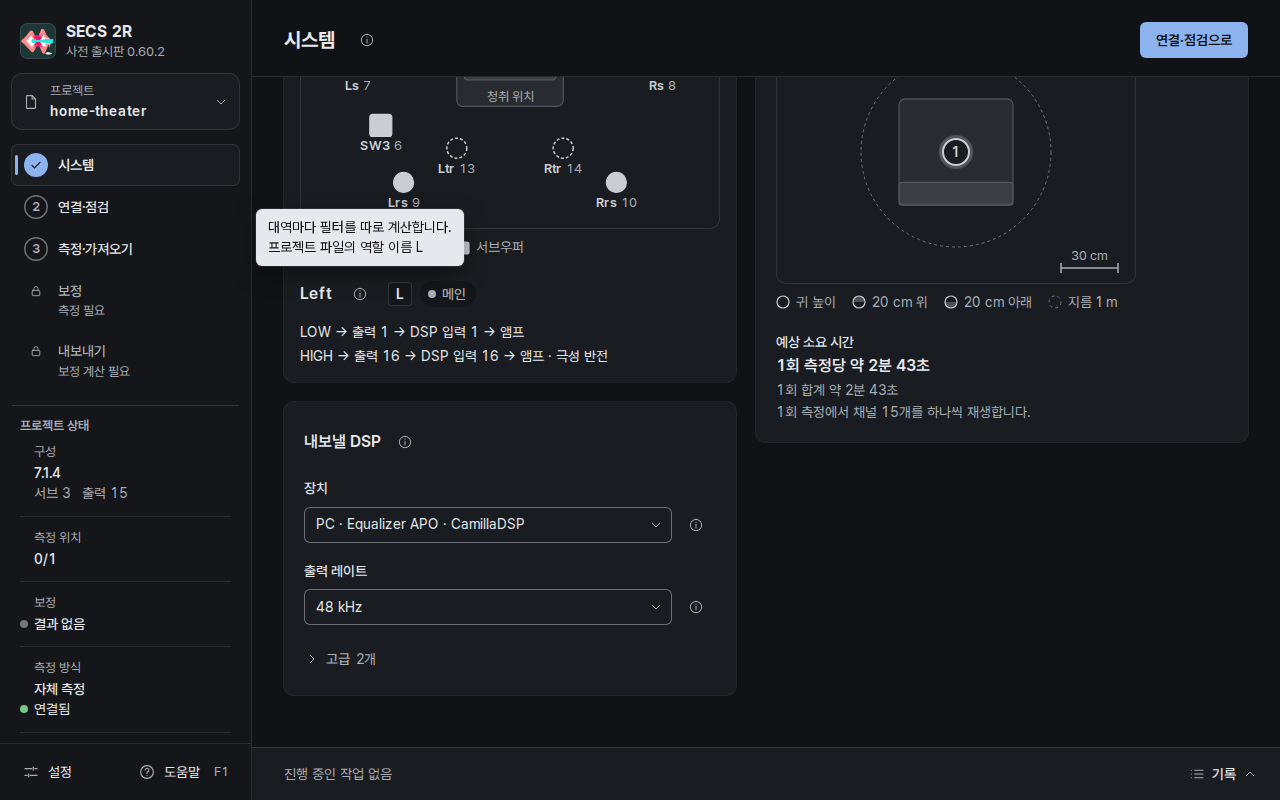 SECS 2R
사전 출시판 0.60.2
프로젝트
home-theater
시스템
2 연결·점검
3 측정·가져오기
보정
측정 필요
내보내기
보정 계산 필요
프로젝트 상태
구성
7.1.4
서브 3 출력 15
측정 위치
0/1
보정
결과 없음
측정 방식
자체 측정
연결됨
설정
도움말 F1
시스템
연결·점검으로
Ls 7
청취 위치
Rs 8
SW3 6
Ltr 13
Rtr 14
Lrs 9
Rrs 10
대역마다 필터를 따로 계산합니다.
프로젝트 파일의 역할 이름 L
서브우퍼
Left L 메인
LOW → 출력 1 → DSP 입력 1 → 앰프
HIGH → 출력 16 → DSP 입력 16 → 앰프 · 극성 반전
내보낼 DSP
장치
PC · Equalizer APO · CamillaDSP
출력 레이트
48 kHz
고급 2개
1
30 cm
귀 높이 20 cm 위 20 cm 아래 지름 1 m
예상 소요 시간
1회 측정당 약 2분 43초
1회 합계 약 2분 43초
1회 측정에서 채널 15개를 하나씩 재생합니다.
진행 중인 작업 없음
기록